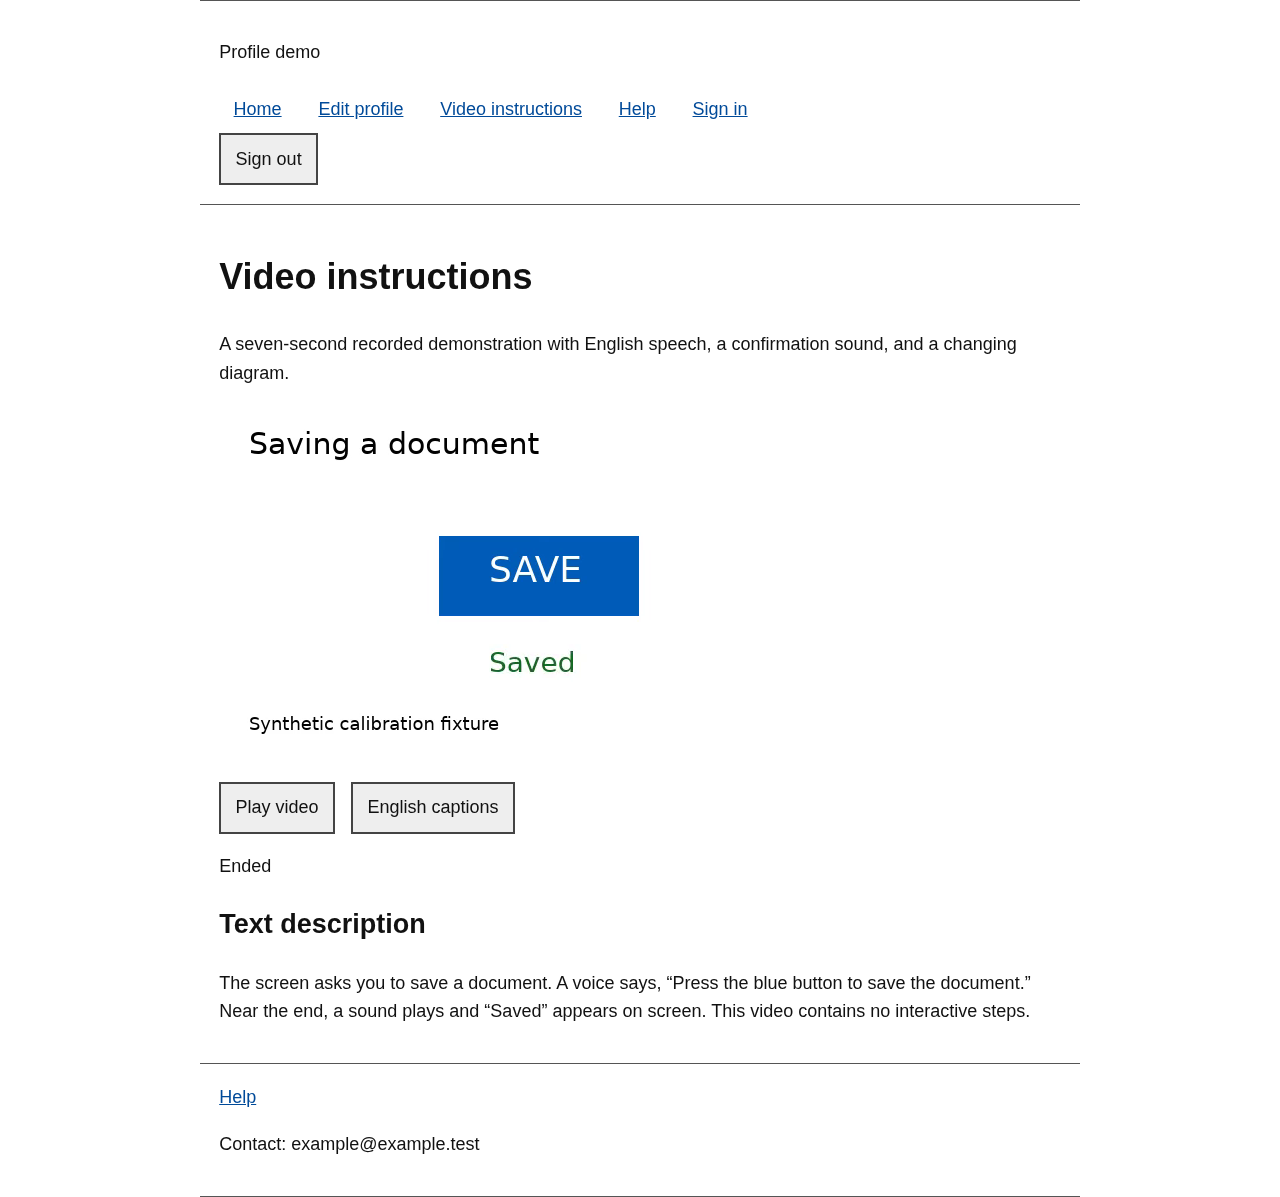 Profile demo
Home Edit profile Video instructions Help Sign in
Sign out
Video instructions
A seven-second recorded demonstration with English speech, a confirmation sound, and a changing
diagram.
Saving a document
SAVE
Saved
Synthetic calibration fixture
Play video English captions
Ended
Text description
The screen asks you to save a document. A voice says, “Press the blue button to save the document.”
Near the end, a sound plays and “Saved” appears on screen. This video contains no interactive steps.
Help
Contact: example@example.test